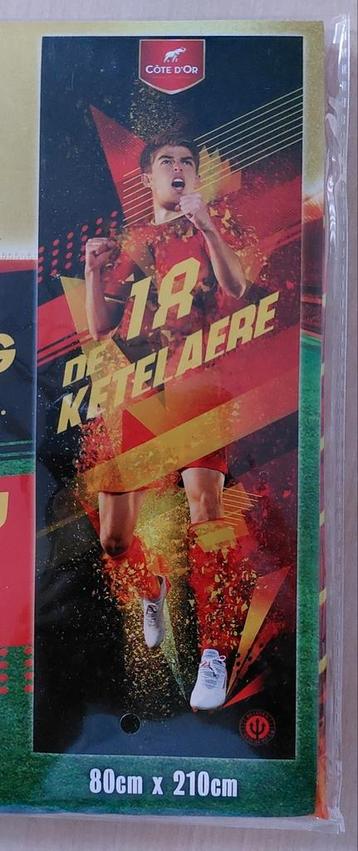 CÔTE D'OR
18
DE
KETELAERE
G
80cm x 210cm